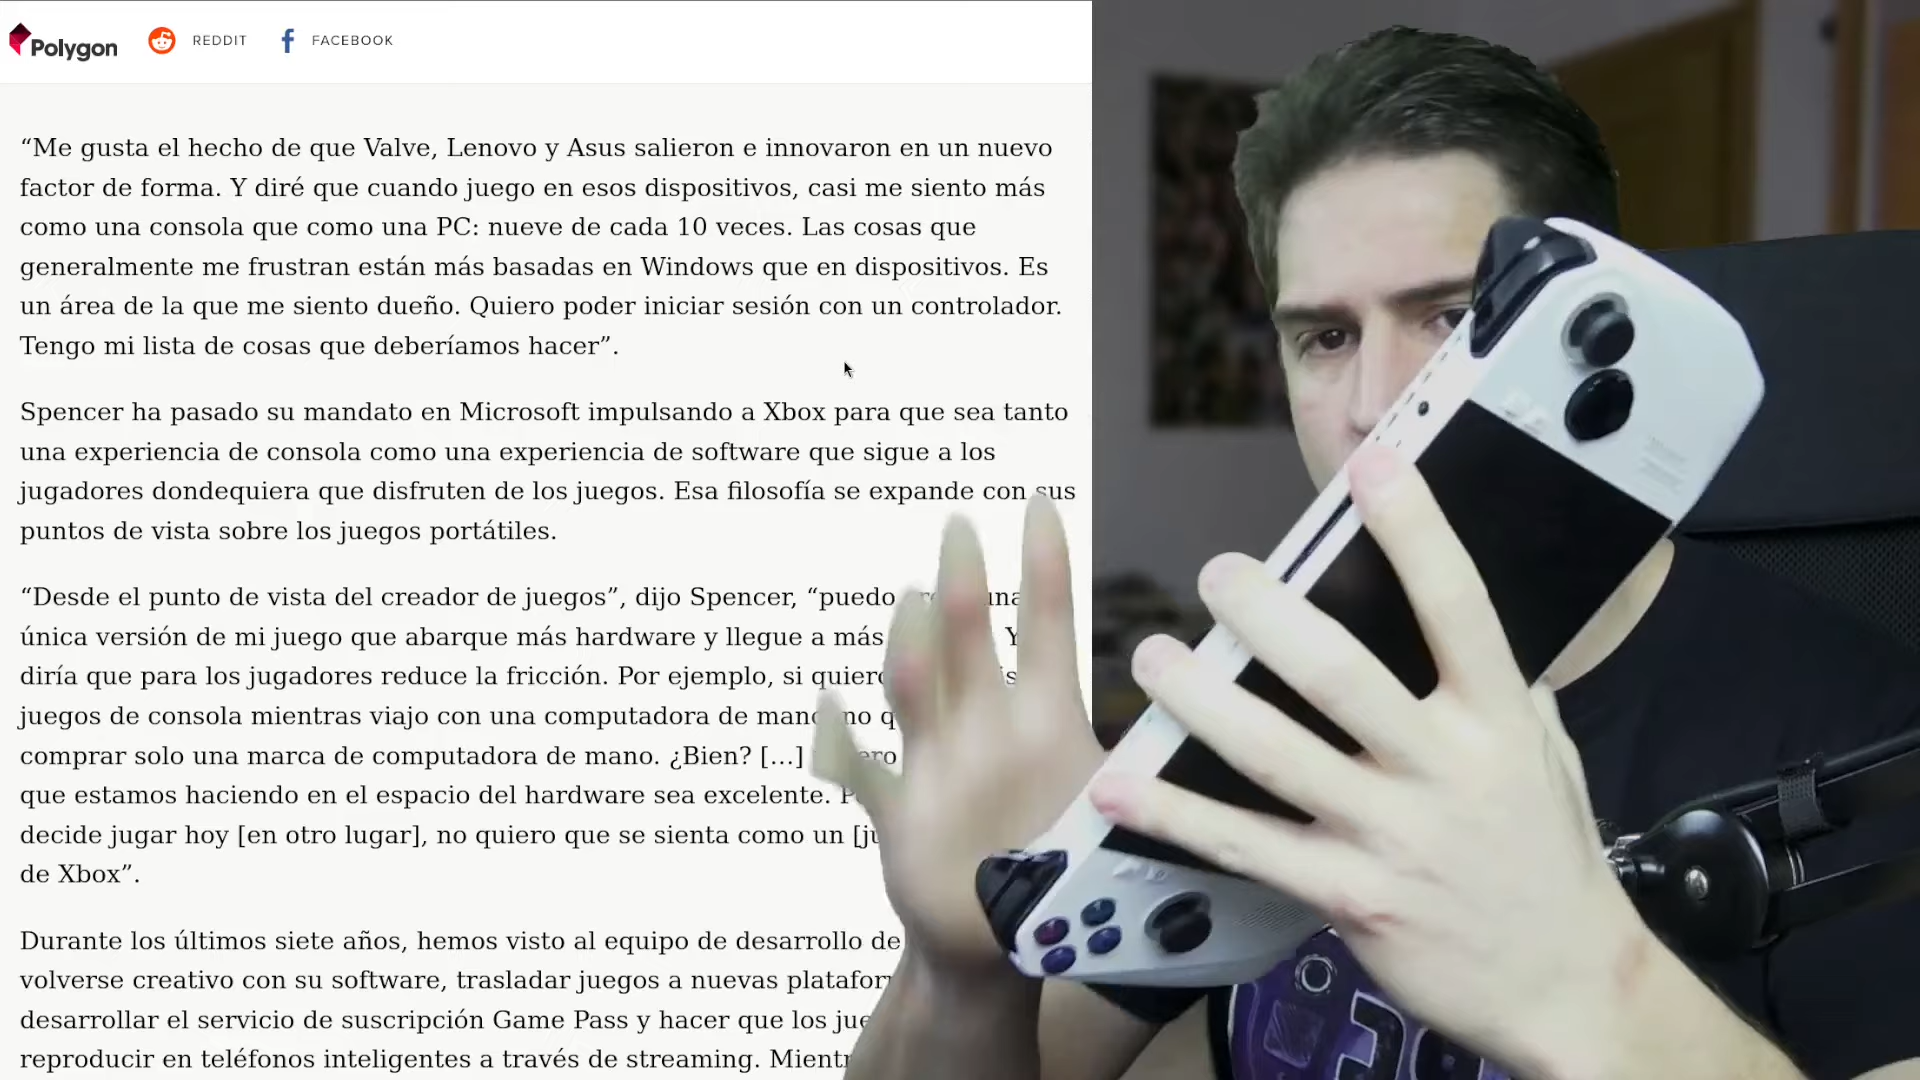 Polygon
REDDIT
FACEBOOK
“Me gusta el hecho de que Valve, Lenovo y Asus salieron e innovaron en un nuevo
factor de forma. Y diré que cuando juego en esos dispositivos, casi me siento más
como una consola que como una PC: nueve de cada 10 veces. Las cosas que
generalmente me frustran están más basadas en Windows que en dispositivos. Es
un área de la que me siento dueño. Quiero poder iniciar sesión con un controlador.
Tengo mi lista de cosas que deberíamos hacer”.
Spencer ha pasado su mandato en Microsoft impulsando a Xbox para que sea tanto
una experiencia de consola como una experiencia de software que sigue a los
jugadores dondequiera que disfruten de los juegos. Esa filosofía se expande con sus
puntos de vista sobre los juegos portátiles.
“Desde el punto de vista del creador de juegos”, dijo Spencer, “puedo una
única versión de mi juego que abarque más hardware y llegue a más Y
diría que para los jugadores reduce la fricción. Por ejemplo, si quiero
juegos de consola mientras viajo con una computadora de mano no
comprar solo una marca de computadora de mano. ¿Bien? [...]
que estamos haciendo en el espacio del hardware sea excelente.
decide jugar hoy [en otro lugar], no quiero que se sienta como un
de Xbox”.
Durante los últimos siete años, hemos visto al equipo de desarrollo de
volverse creativo con su software, trasladar juegos a nuevas
desarrollar el servicio de suscripción Game Pass y hacer que los
reproducir en teléfonos inteligentes a través de streaming.